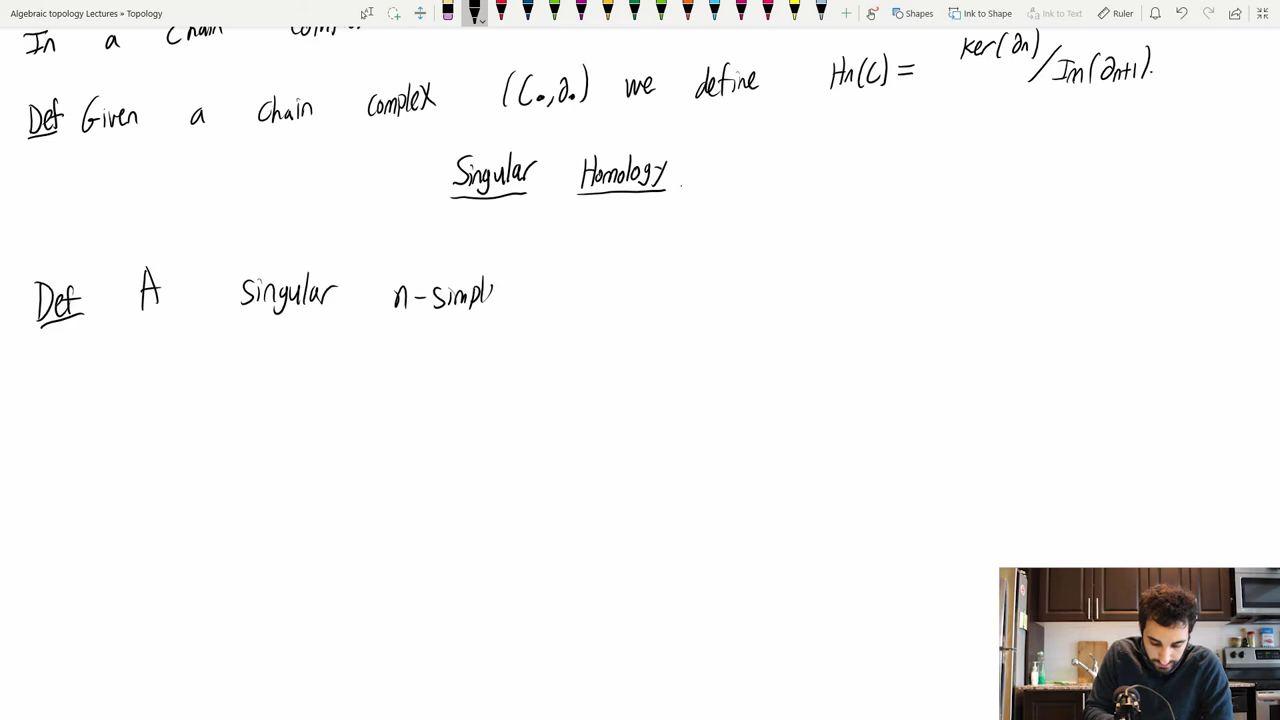 Algebraic topology Lectures » Topology
Shapes Ink to Shape Ink to Text Ruler
In a Chain
ker(∂n)/Im(∂n+1).
Def Given a chain complex (C•,∂•) we define Hn(C)=
Singular Homology.
Def A singular n-simpl